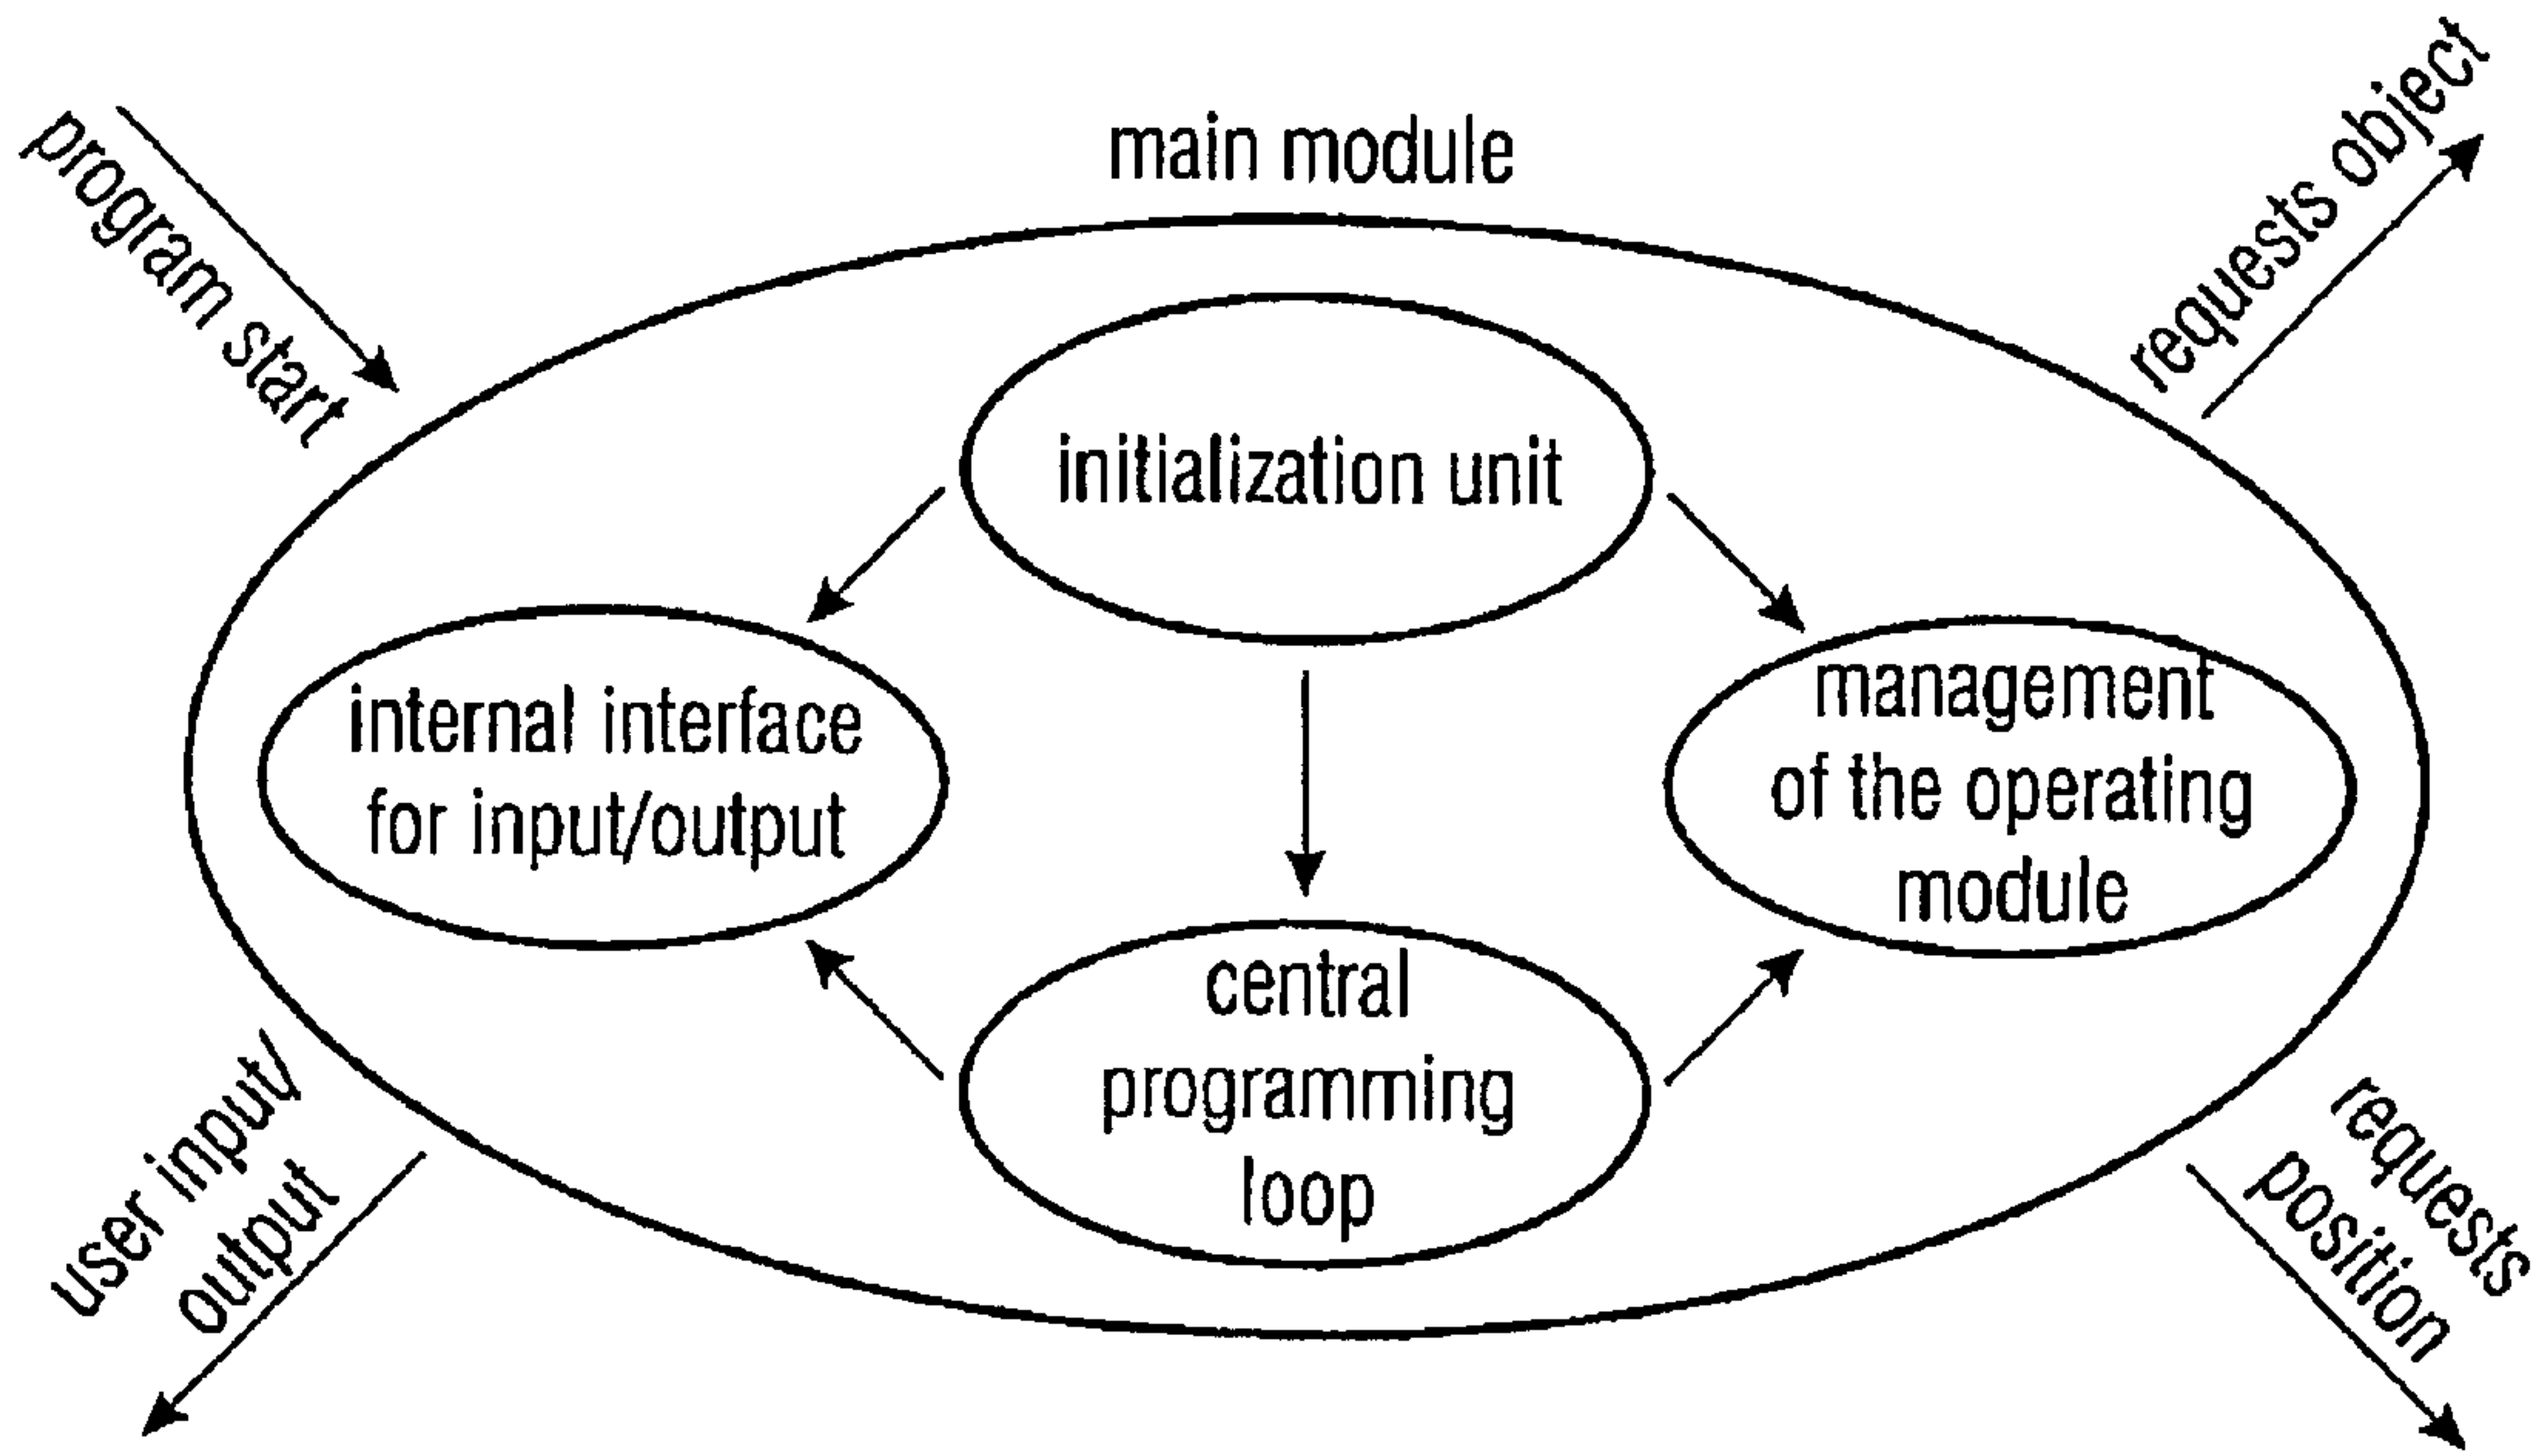 main module
program start
requests object
initialization unit
internal interface
for input/output
management
of the operating
module
central
programming
loop
user input/
output
requests
position